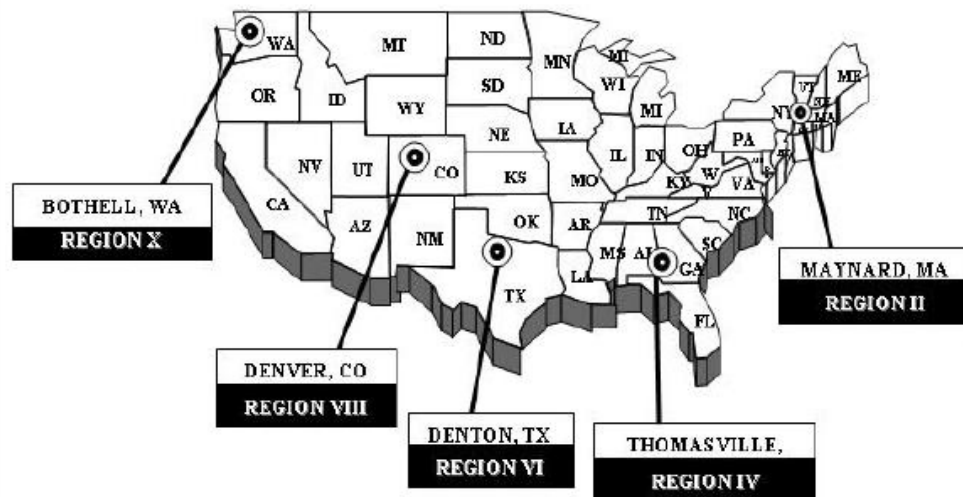 WA
MT
ND
MN
MI
ME
OR
ID
WY
SD
WI
MI
NY
VT
MA
NV
UT
CO
NE
IA
IL
IN
OH
PA
CA
KS
MO
KY
W
V
VA
AZ
NM
OK
AR
TN
NC
TX
LA
MS
AL
GA
SC
FL
BOTHELL, WA
REGION X
MAYNARD, MA
REGION II
DENVER, CO
REGION VIII
DENTON, TX
REGION VI
THOMASVILLE,
REGION IV